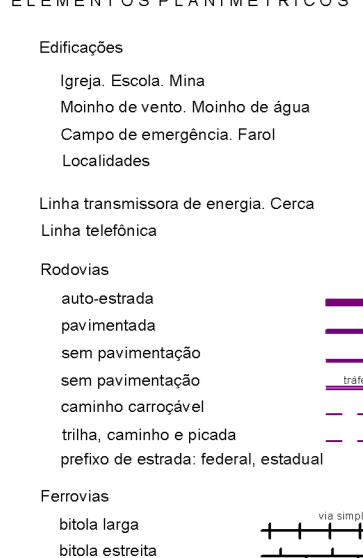 ELEMENTOS PLANIMÉTRICOS
Edificações
Igreja. Escola. Mina
Moinho de vento. Moinho de água
Campo de emergência. Farol
Localidades
Linha transmissora de energia. Cerca
Linha telefônica
Rodovias
auto-estrada
pavimentada
sem pavimentação
sem pavimentação
caminho carroçável
trilha, caminho e picada
prefixo de estrada: federal, estadual
Ferrovias
via
bitola larga
bitola estreita